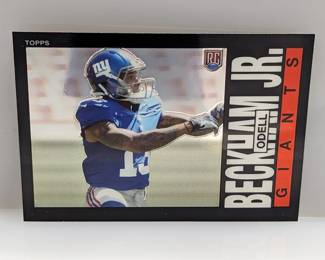 TOPPS
ny
RC
13
BECKHAM JR.
ODELL
GIANTS